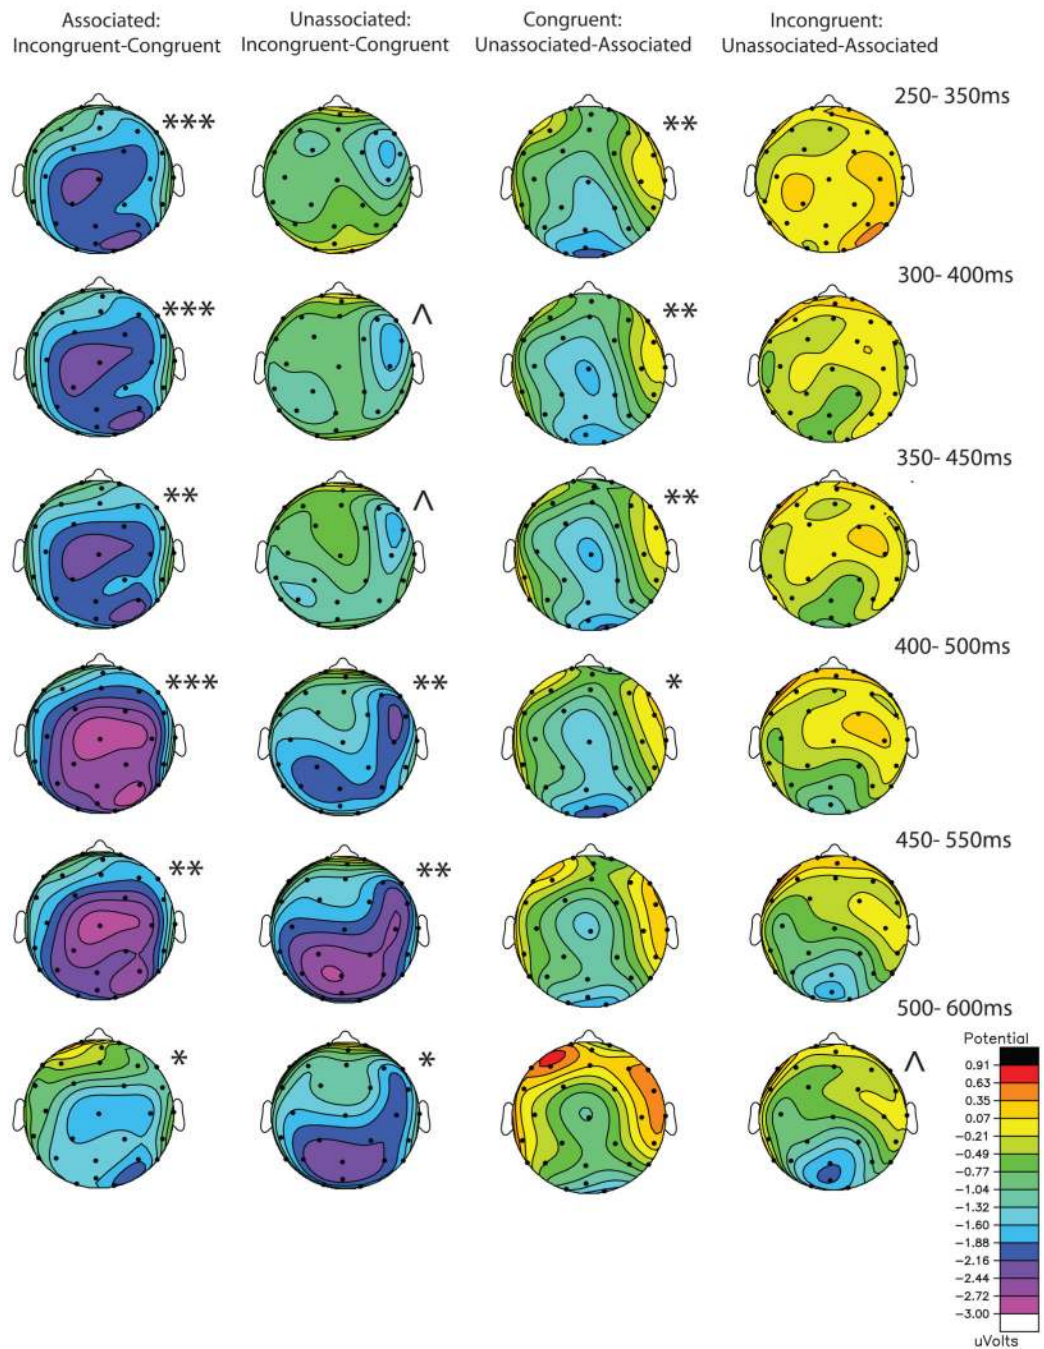 Associated:
Incongruent-Congruent
Unassociated:
Incongruent-Congruent
Congruent:
Unassociated-Associated
Incongruent:
Unassociated-Associated
250- 350ms
***
**
300- 400ms
***
^
**
350- 450ms
**
^
**
400- 500ms
***
**
*
450- 550ms
**
**
500- 600ms
*
*
^
Potential
0.91
0.63
0.35
0.07
-0.21
-0.49
-0.77
-1.04
-1.32
-1.60
-1.88
-2.16
-2.44
-2.72
-3.00
uVolts